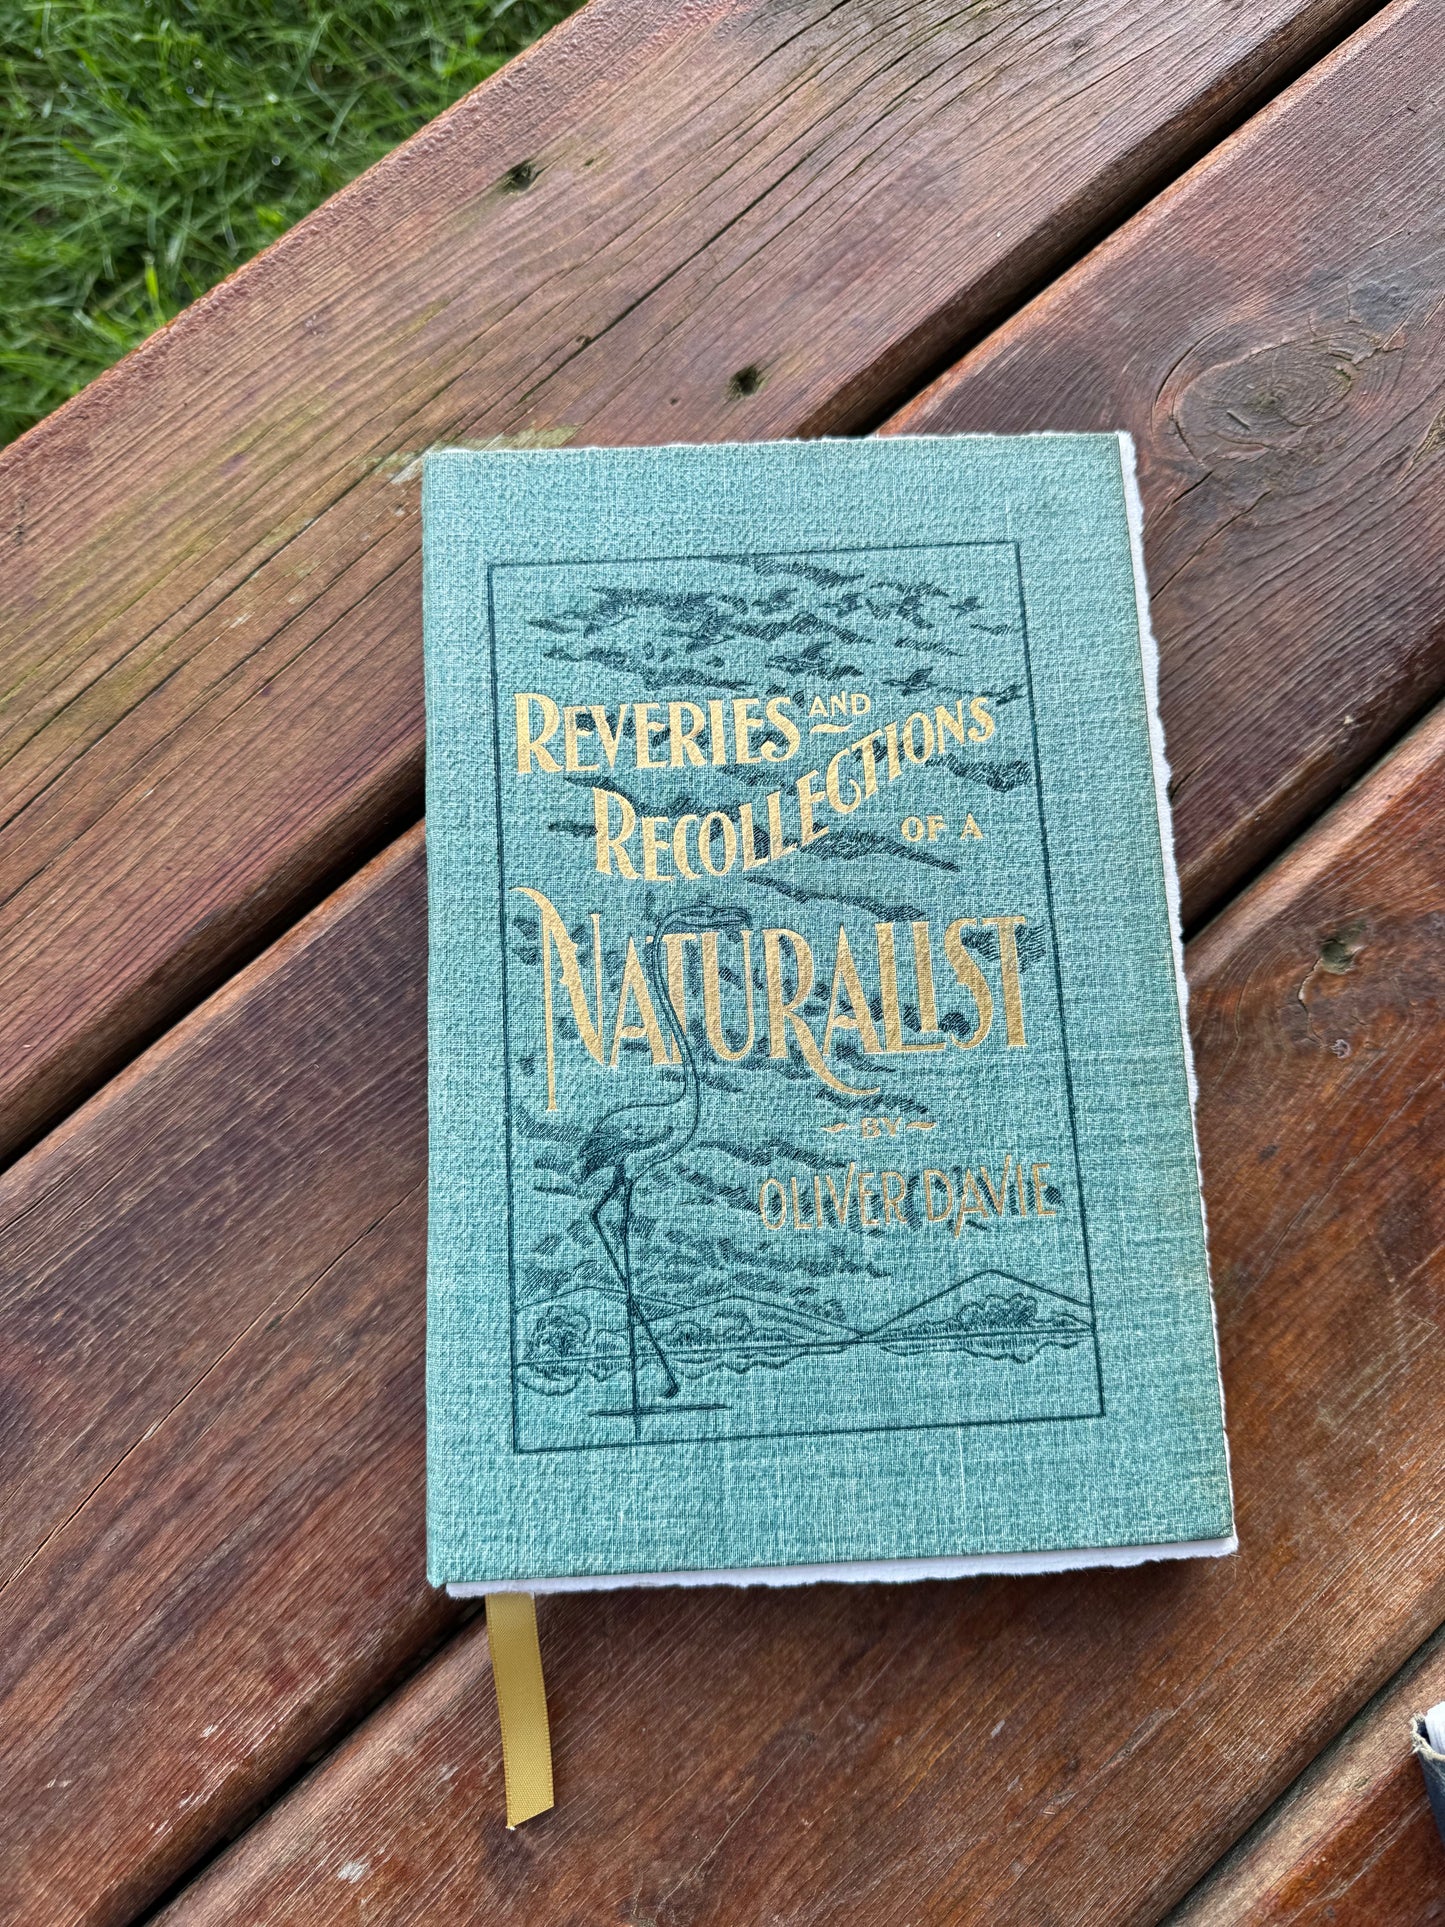 REVERIES AND
RECOLLECTIONS
OF A
NATURALIST
BY
OLIVER DAVIE